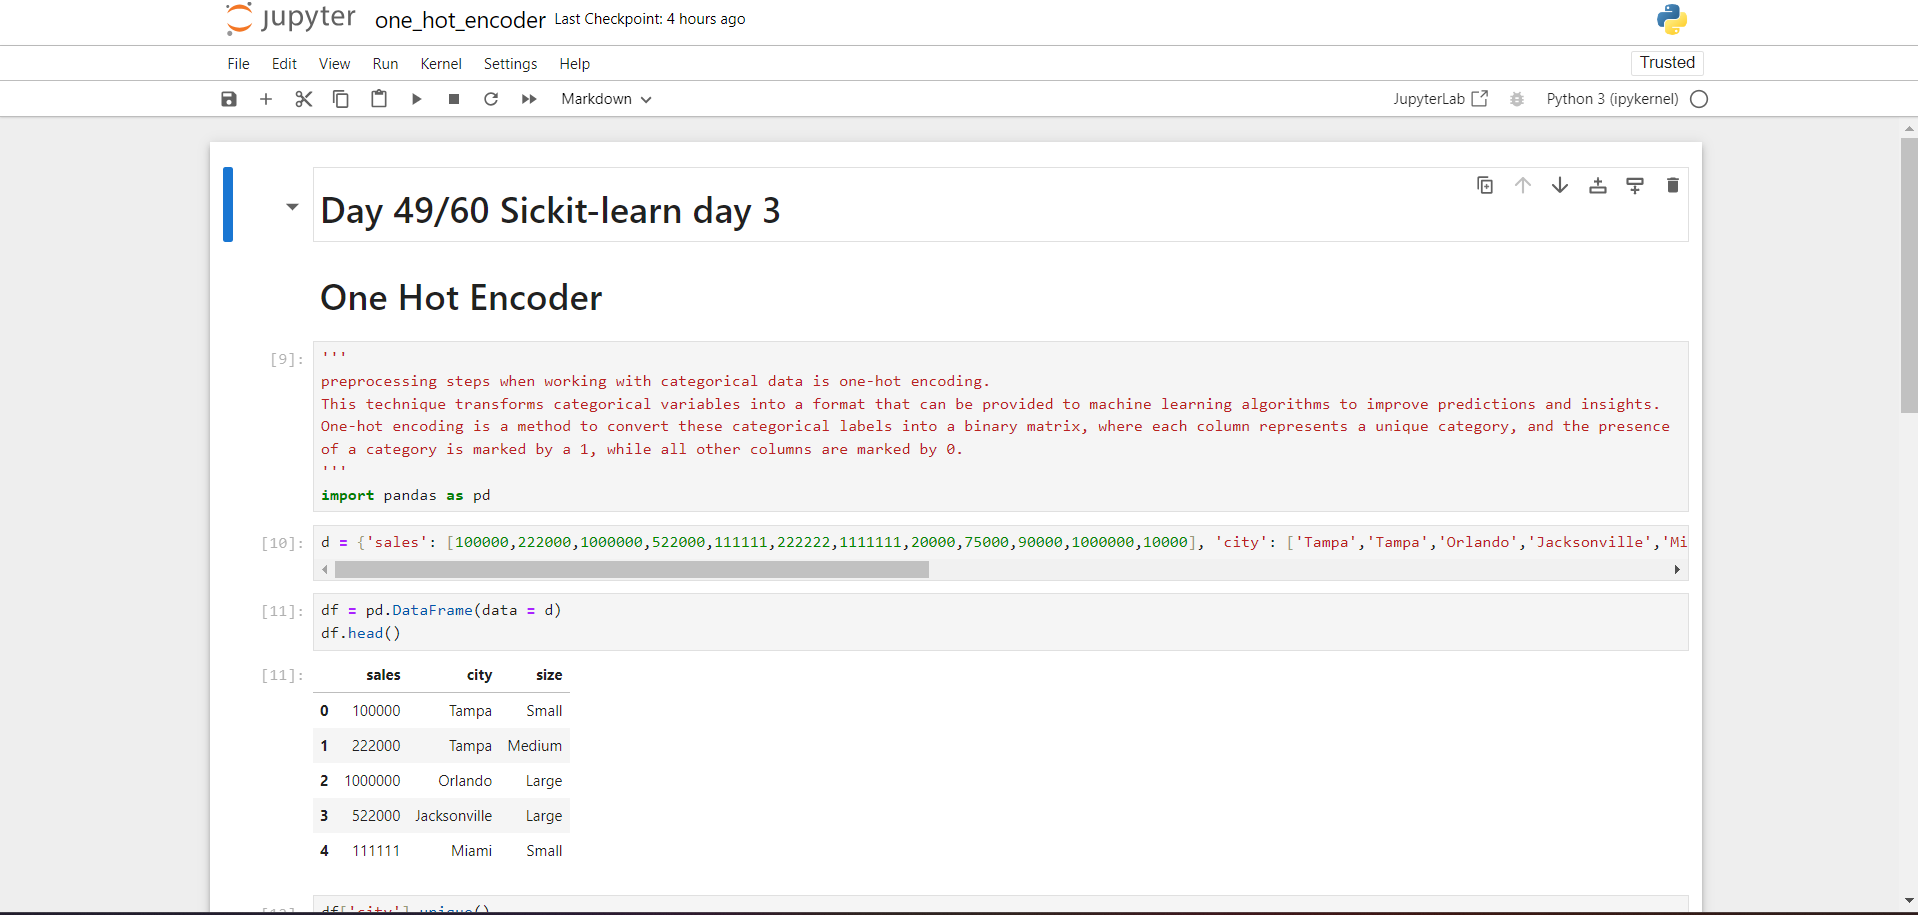 jupyter one_hot_encoder Last Checkpoint: 4 hours ago
File Edit View Run Kernel Settings Help
Trusted
Markdown
JupyterLab
Python 3 (ipykernel)
Day 49/60 Sickit-learn day 3
One Hot Encoder
[9]:
'''
preprocessing steps when working with categorical data is one-hot encoding.
This technique transforms categorical variables into a format that can be provided to machine learning algorithms to improve predictions and insights.
One-hot encoding is a method to convert these categorical labels into a binary matrix, where each column represents a unique category, and the presence
of a category is marked by a 1, while all other columns are marked by 0.
'''
import pandas as pd
[10]:
d = {'sales': [100000,222000,1000000,522000,111111,222222,1111111,20000,75000,90000,1000000,10000], 'city': ['Tampa','Tampa','Orlando','Jacksonville','Mi
[11]:
df = pd.DataFrame(data = d)
df.head()
[11]:
sales city size
0 100000 Tampa Small
1 222000 Tampa Medium
2 1000000 Orlando Large
3 522000 Jacksonville Large
4 111111 Miami Small
df['city'].unique()